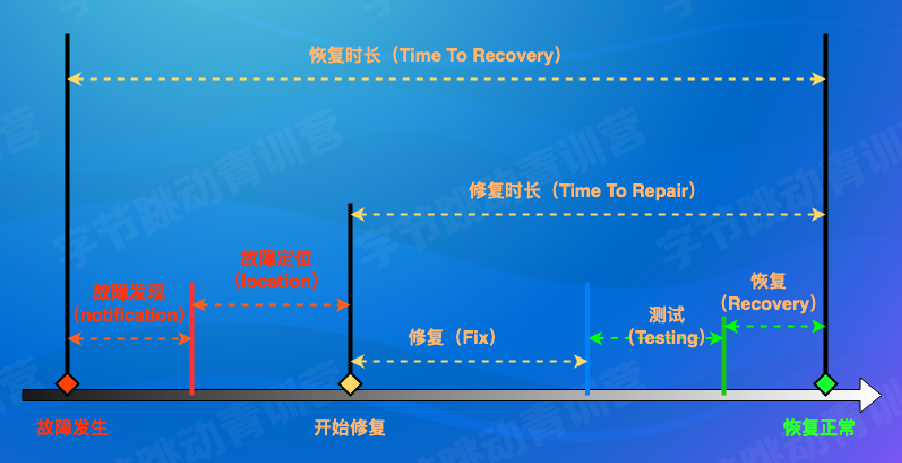 恢复时长（Time To Recovery）
修复时长（Time To Repair）
故障定位
（location）
故障发现
（notification）
恢复
（Recovery）
测试
（Testing）
修复（Fix）
故障发生
开始修复
恢复正常
字节跳动青训营
字节跳动青训营
字节跳动青训营